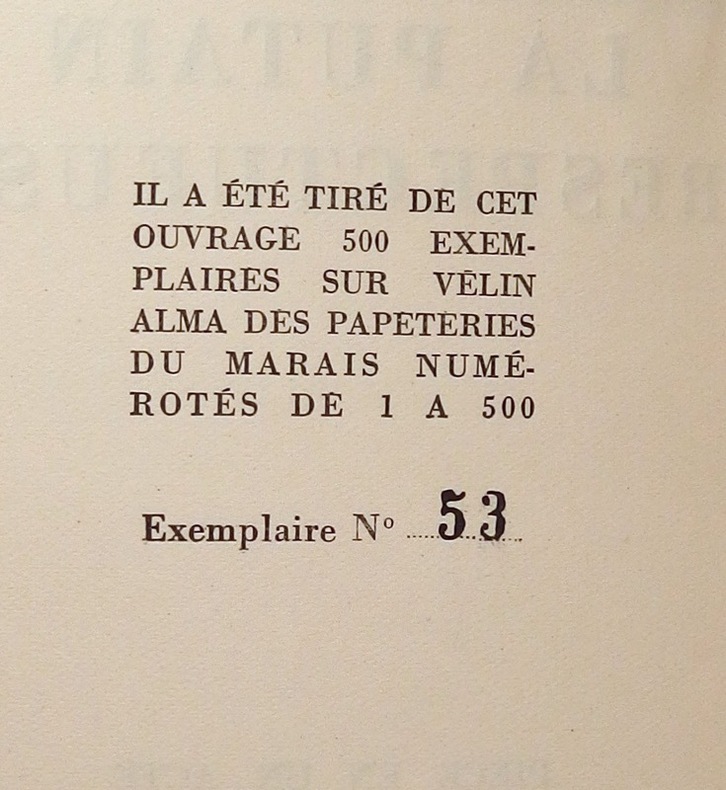 IL A ÉTÉ TIRÉ DE CET
OUVRAGE 500 EXEM-
PLAIRES SUR VÉLIN
ALMA DES PAPETERIES
DU MARAIS NUMÉ-
ROTÉS DE 1 A 500
Exemplaire Nº 53